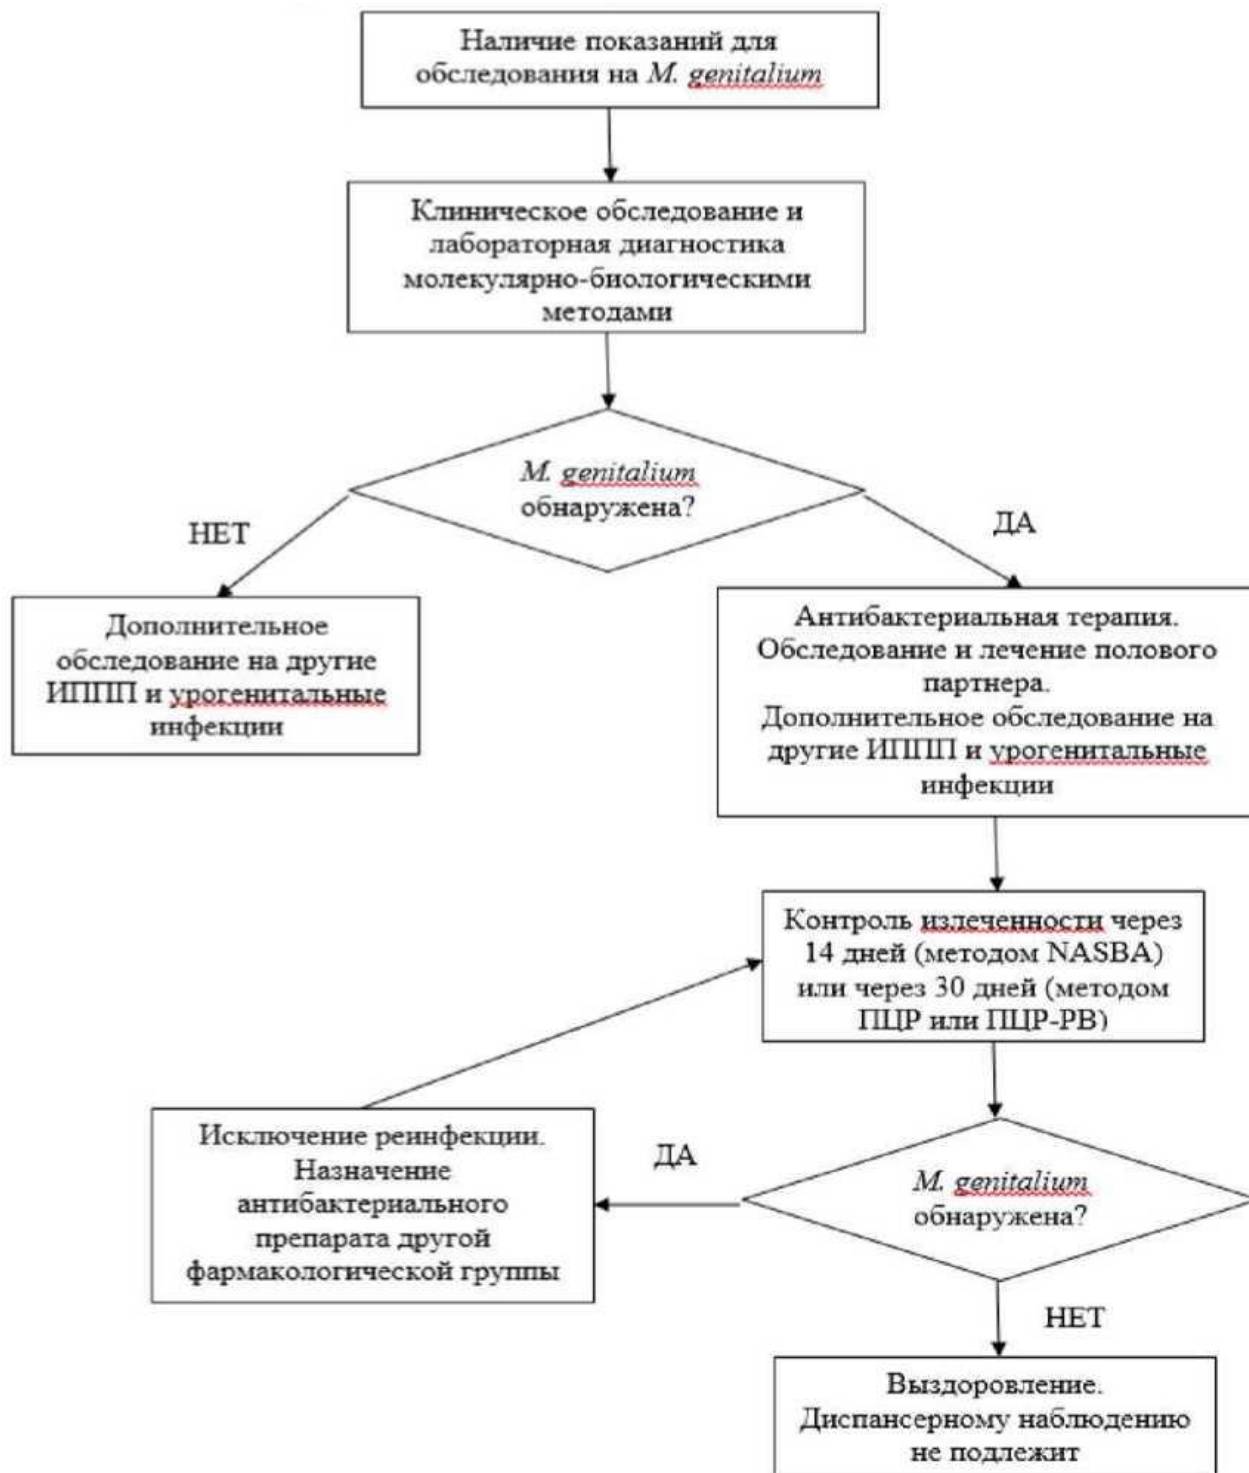 Наличие показаний для
обследования на M. genitalium
Клиническое обследование и
лабораторная диагностика
молекулярно-биологическими
методами
M. genitalium
обнаружена?
НЕТ
ДА
Дополнительное
обследование на другие
ИППП и урогенитальные
инфекции
Антибактериальная терапия.
Обследование и лечение полового
партнера.
Дополнительное обследование на
другие ИППП и урогенитальные
инфекции
Контроль излеченности через
14 дней (методом NASBA)
или через 30 дней (методом
ПЦР или ПЦР-РВ)
Исключение реинфекции.
Назначение
антибактериального
препарата другой
фармакологической группы
ДА
M. genitalium
обнаружена?
НЕТ
Выздоровление.
Диспансерному наблюдению
не подлежит